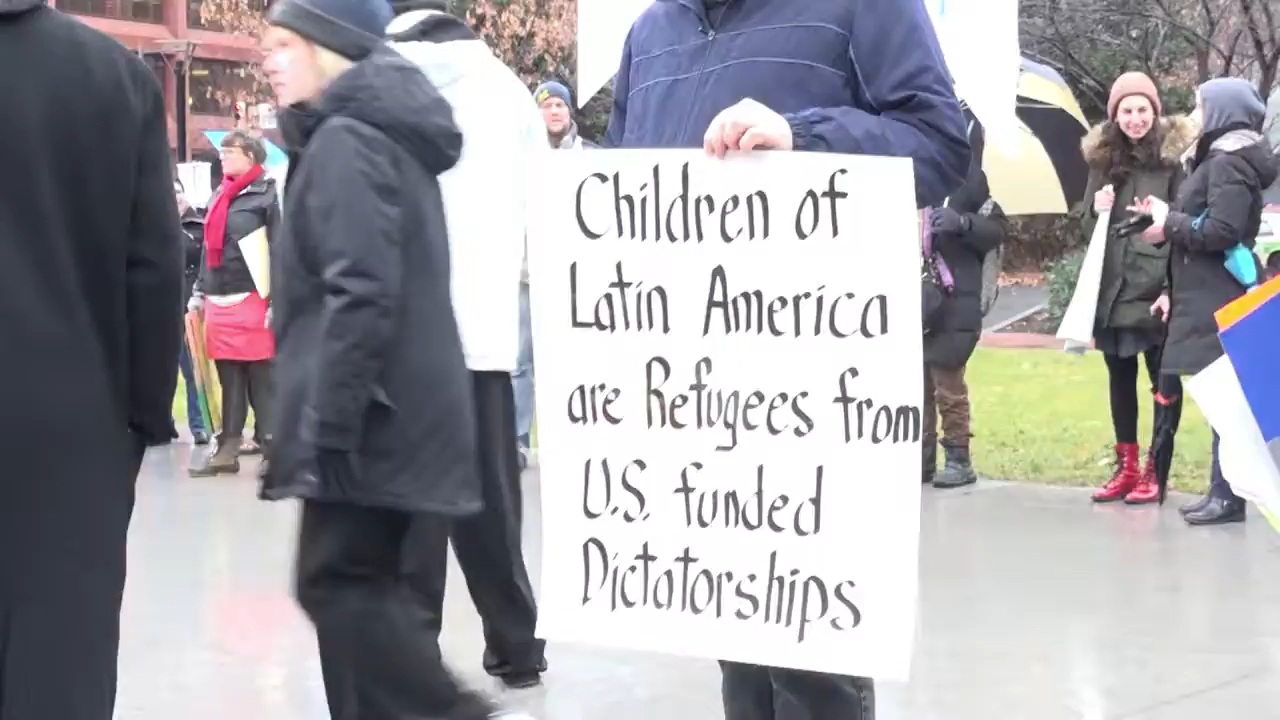 Children of
Latin America
are Refugees from
U.S. funded
Dictatorships